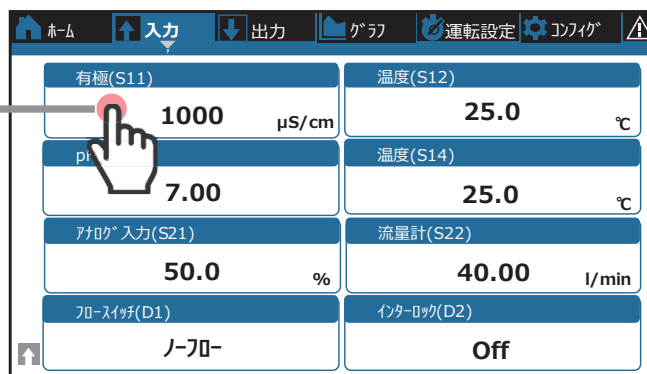 ホーム 入力 出力 グラフ 運転設定 コンフィグ
有極(S11) 温度(S12)
1000 µS/cm 25.0 ℃
温度(S14)
7.00 25.0 ℃
アナログ入力(S21) 流量計(S22)
50.0 % 40.00 l/min
フロースイッチ(D1) インターロック(D2)
ノーフロー Off